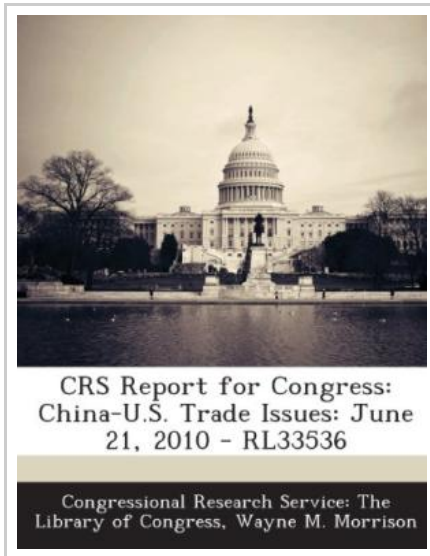 CRS Report for Congress:
China-U.S. Trade Issues: June
21, 2010 - RL33536
Congressional Research Service: The
Library of Congress, Wayne M. Morrison